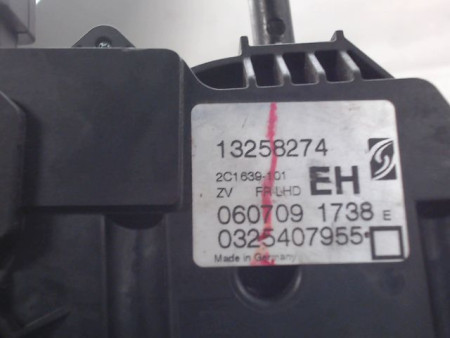 13258274
2C1639-101
EH
ZV FR LHD
060709 1738 E
0325407955
Made in Germany